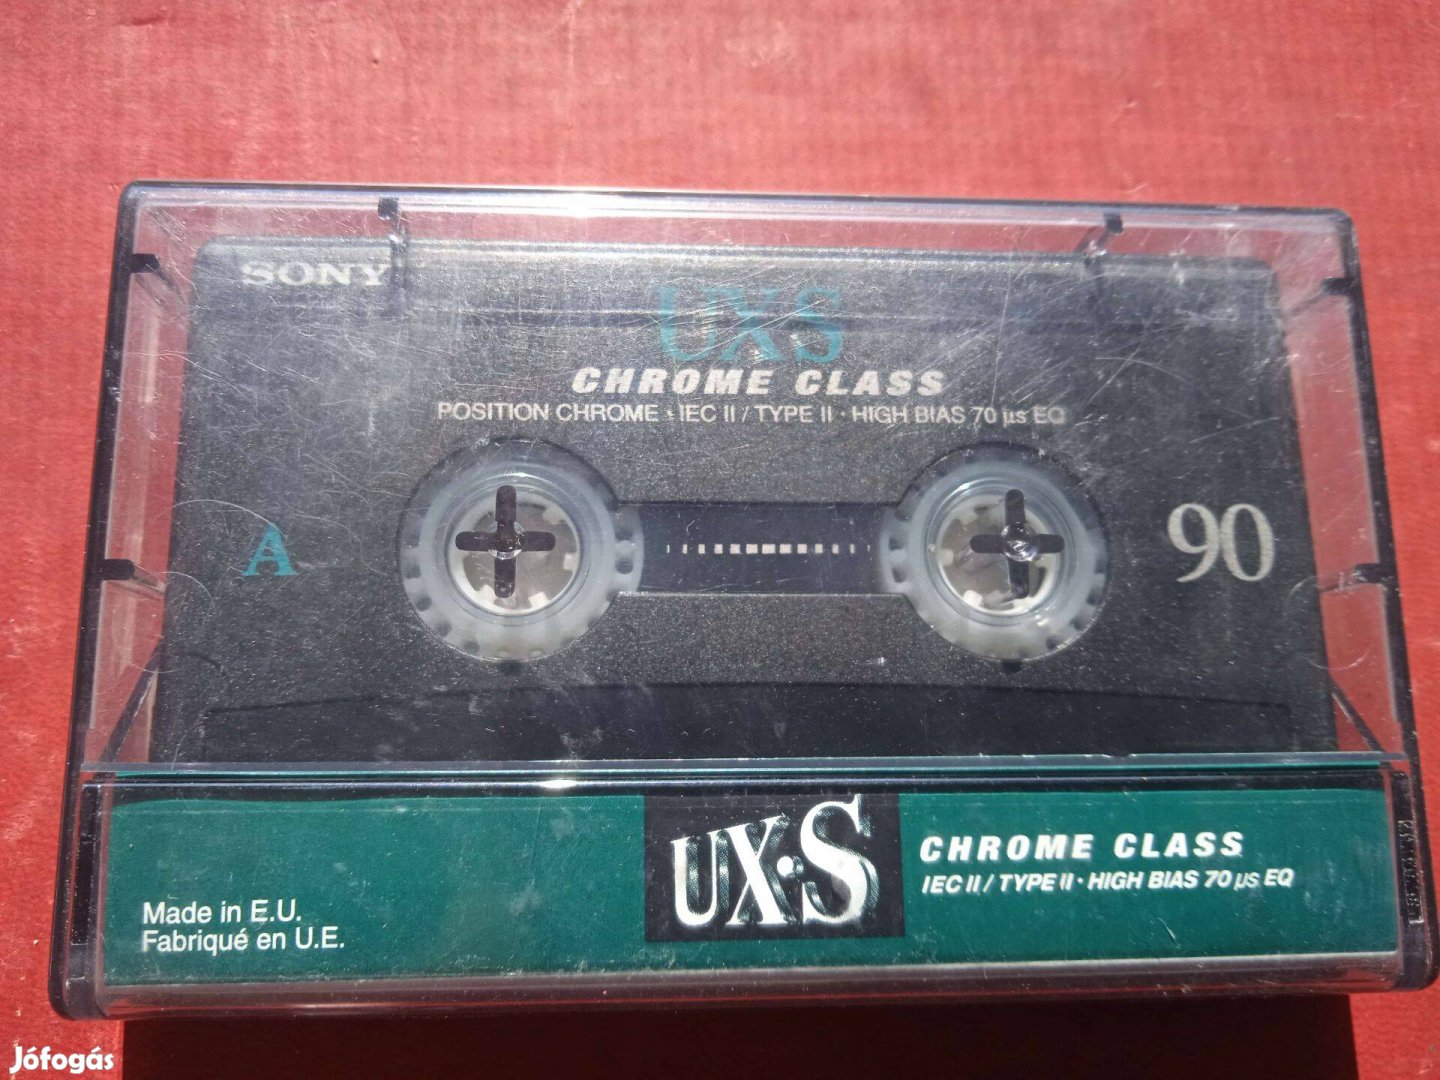 SONY
UX·S
CHROME CLASS
POSITION CHROME · IEC II / TYPE II · HIGH BIAS 70 µs EQ
A
90
UX·S
CHROME CLASS
IEC II / TYPE II · HIGH BIAS 70 µs EQ
Made in E.U.
Fabriqué en U.E.
Jófogás